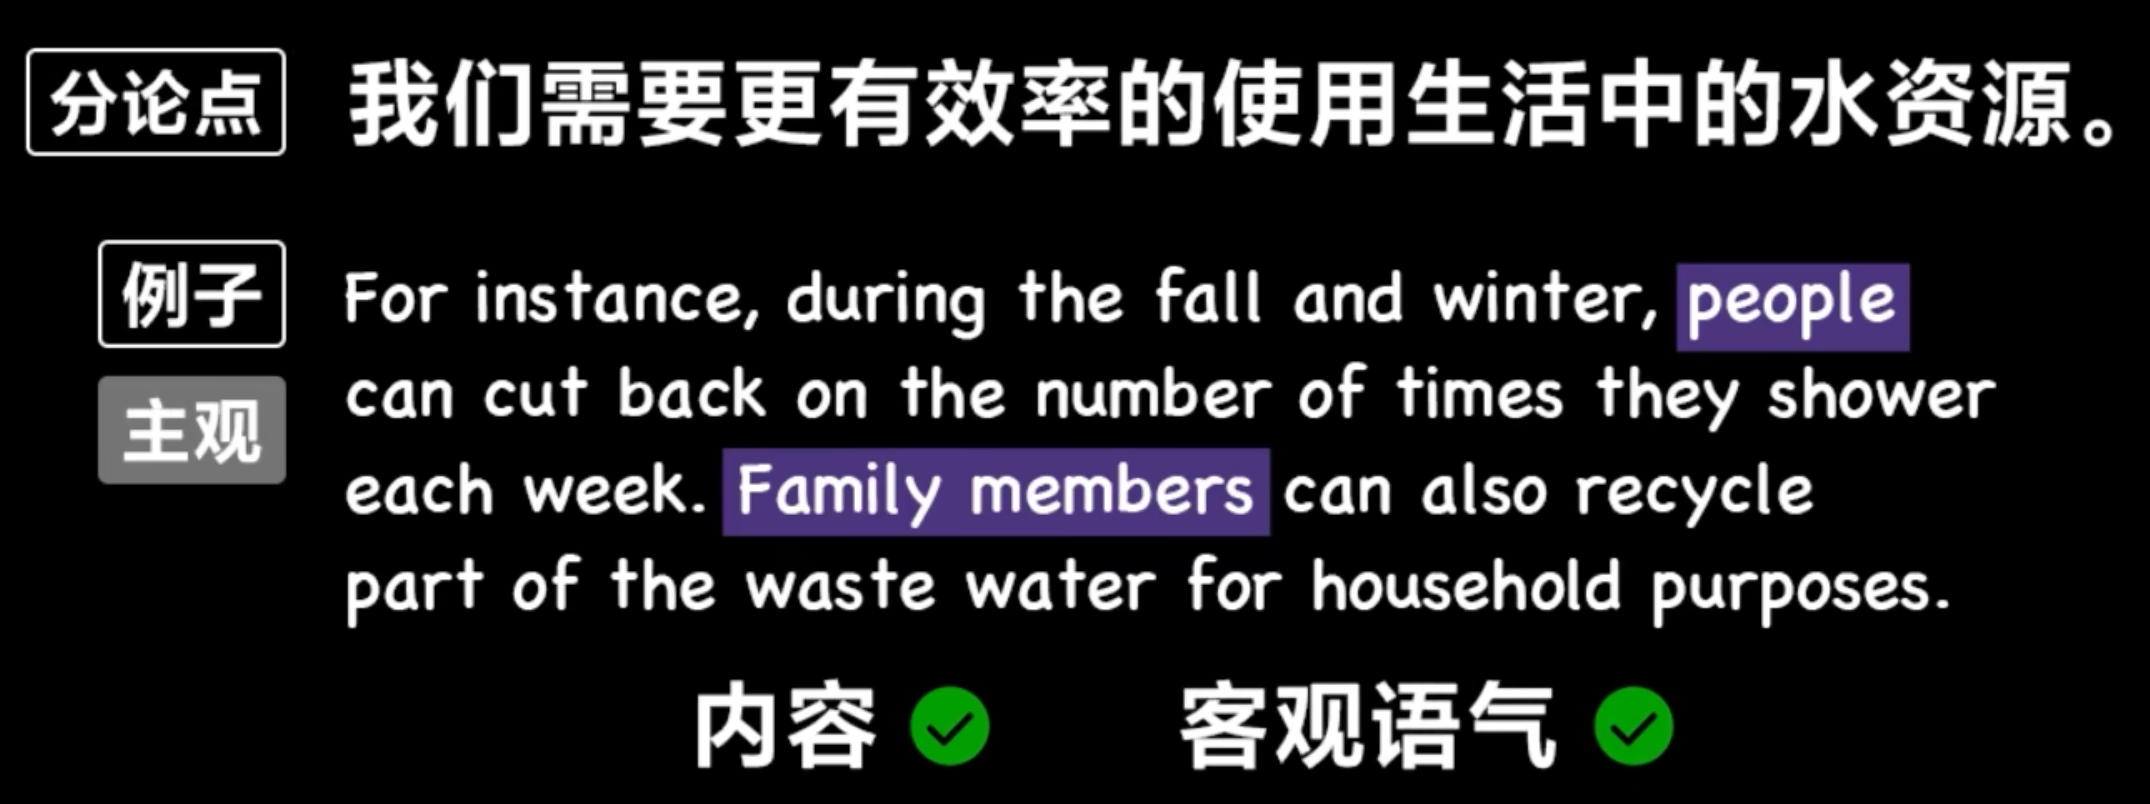 分论点 我们需要更有效率的使用生活中的水资源。
例子 For instance, during the fall and winter, people
主观 can cut back on the number of times they shower
each week. Family members can also recycle
part of the waste water for household purposes.
内容 客观语气